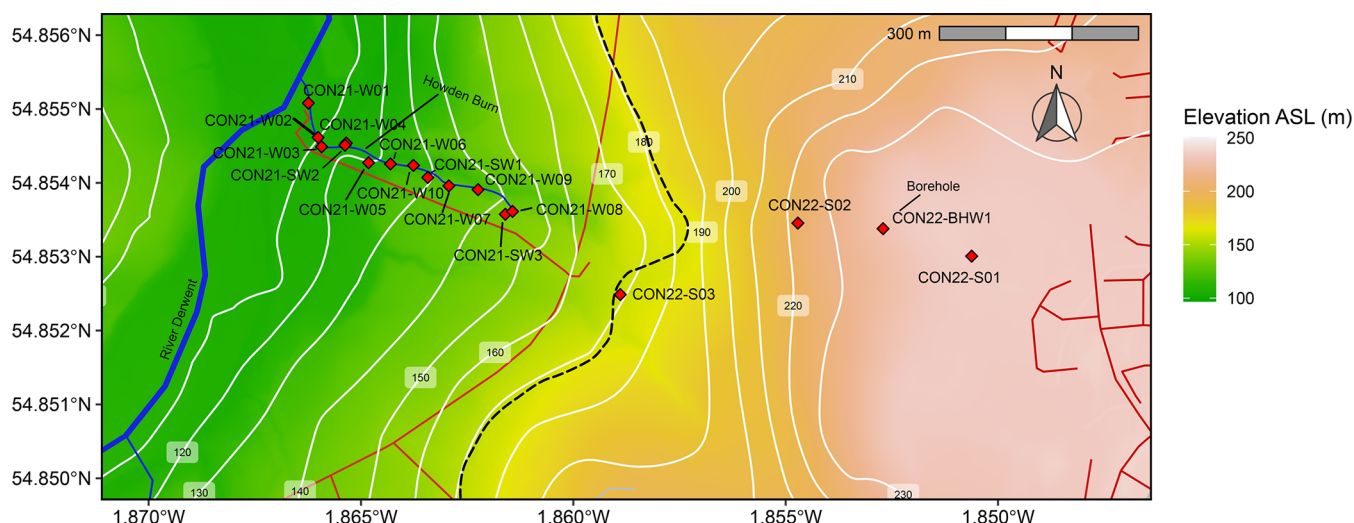 54.856°N
54.855°N
54.854°N
54.853°N
54.852°N
54.851°N
54.850°N
300 m
N
210
Howden Burn
CON21-W01
CON21-W02
CON21-W04
CON21-W03
CON21-W06
CON21-SW2
CON21-SW1
CON21-W10
CON21-W09
CON21-W05
CON21-W07
CON21-W08
CON21-SW3
180
170
200
190
Borehole
CON22-S02
CON22-BHW1
CON22-S01
CON22-S03
220
River Derwent
160
150
120
130
140
230
1.870°W
1.865°W
1.860°W
1.855°W
1.850°W
Elevation ASL (m)
250
200
150
100